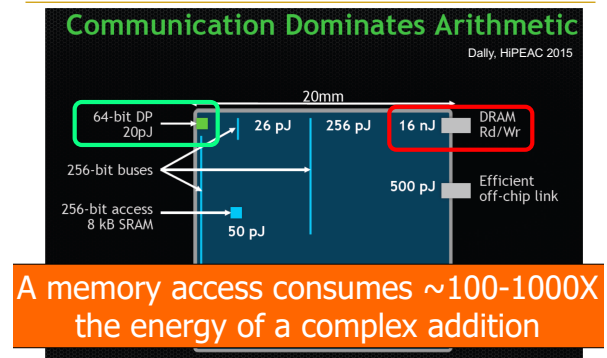 Communication Dominates Arithmetic
Dally, HiPEAC 2015
20mm
64-bit DP
20pJ
26 pJ
256 pJ
16 nJ
DRAM
Rd/Wr
256-bit buses
500 pJ
Efficient
off-chip link
256-bit access
8 kB SRAM
50 pJ
A memory access consumes ~100-1000X
the energy of a complex addition